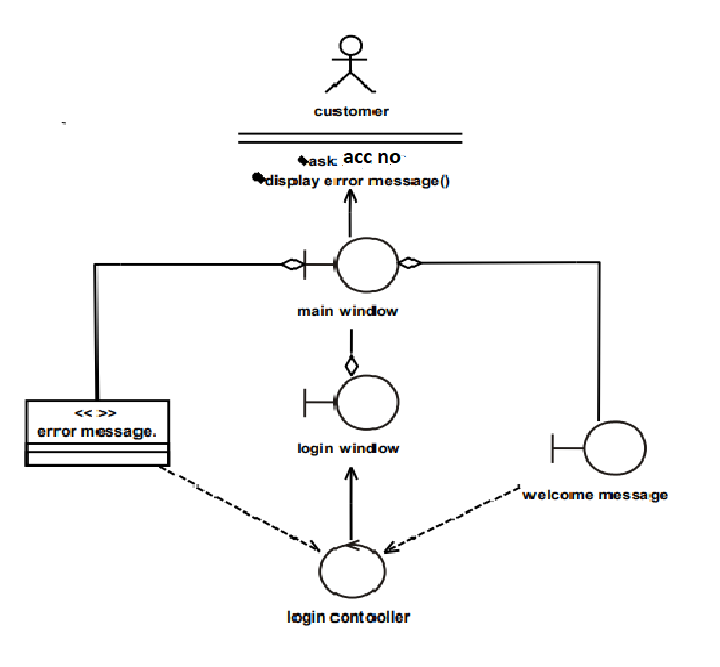 customer
ask acc no
display error message()
main window
<< >>
error message.
login window
welcome message
login contooller